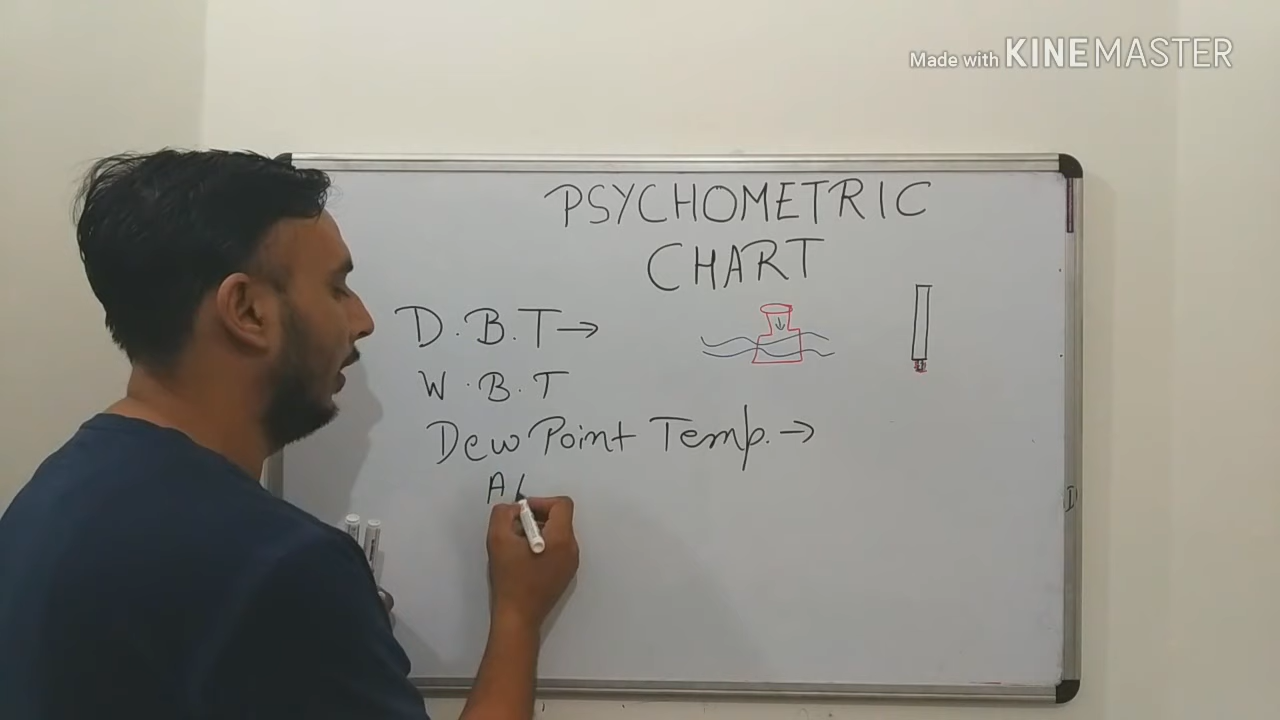 Made with KINEMASTER
PSYCHOMETRIC
CHART
D.B.T→
W.B.T
Dew Point Temp.→
A